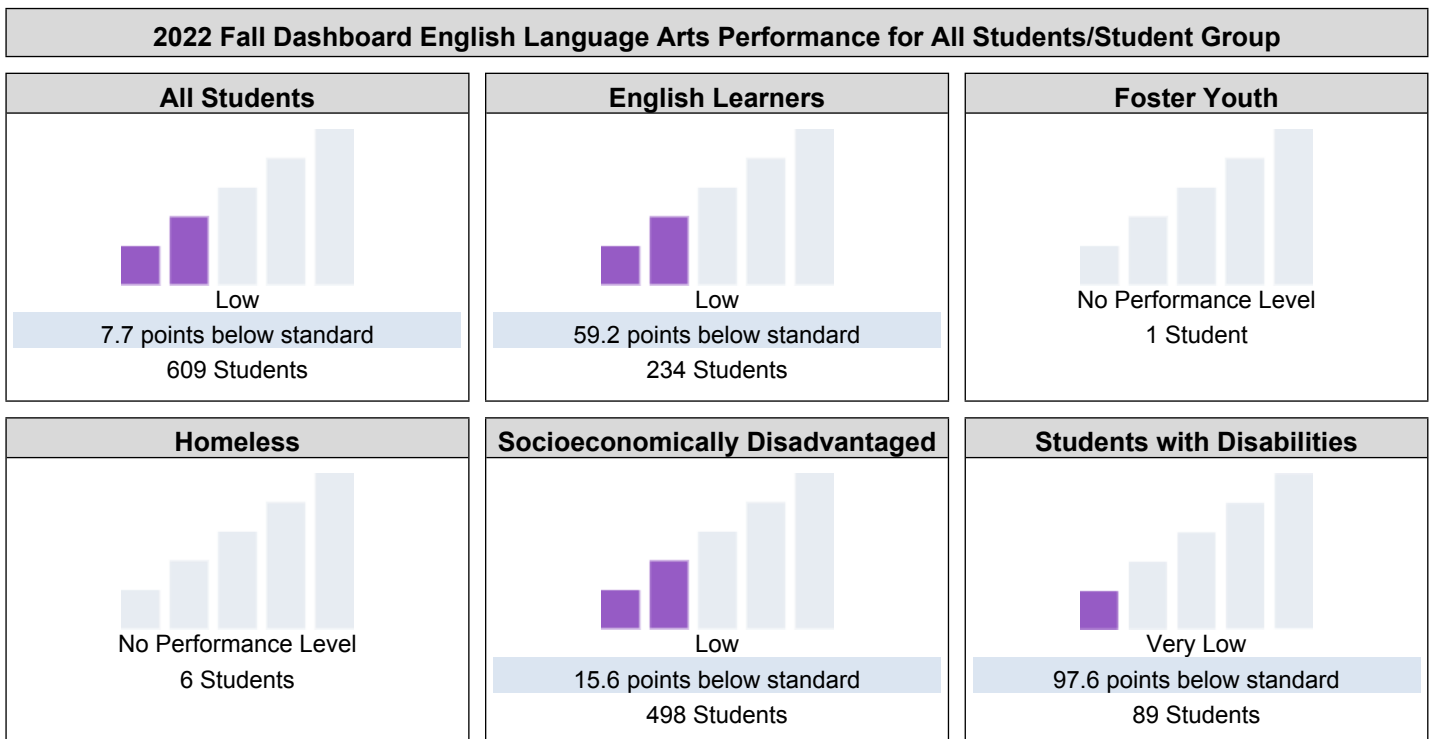 2022 Fall Dashboard English Language Arts Performance for All Students/Student Group
All Students
Low
7.7 points below standard
609 Students
English Learners
Low
59.2 points below standard
234 Students
Foster Youth
No Performance Level
1 Student
Homeless
No Performance Level
6 Students
Socioeconomically Disadvantaged
Low
15.6 points below standard
498 Students
Students with Disabilities
Very Low
97.6 points below standard
89 Students